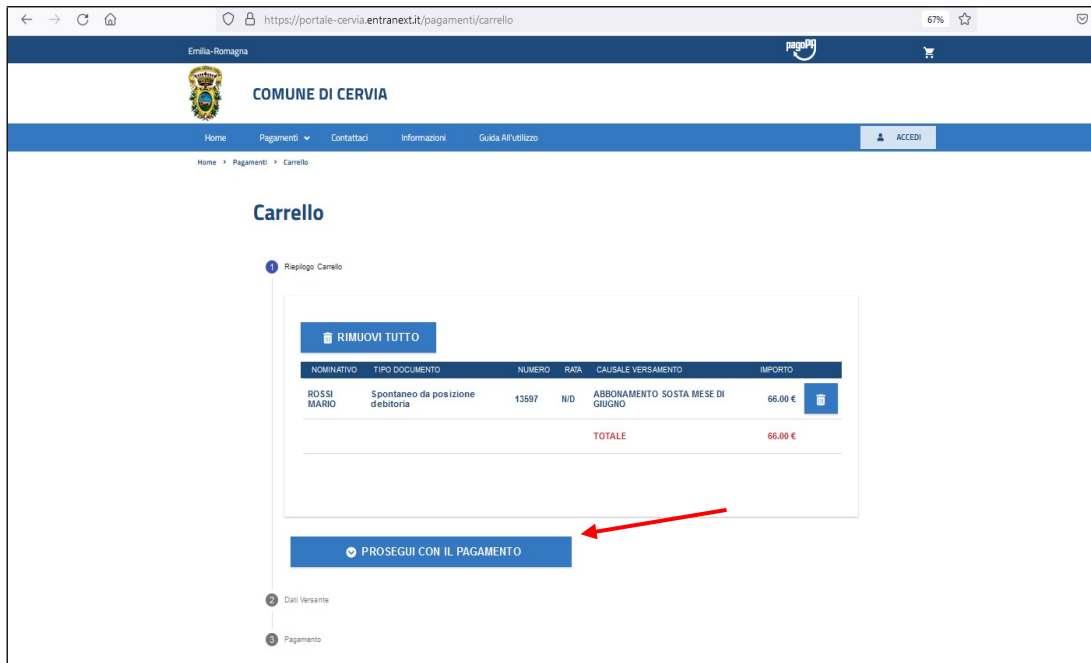 https://portale-cervia.entranext.it/pagamenti/carrello
67%
Emilia-Romagna
pagoPA
COMUNE DI CERVIA
Home Pagamenti Contattaci Informazioni Guida All'utilizzo ACCEDI
Home > Pagamenti > Carrello
Carrello
1 Riepilogo Carrello
RIMUOVI TUTTO
NOMINATIVO TIPO DOCUMENTO NUMERO RATA CAUSALE VERSAMENTO IMPORTO
ROSSI MARIO Spontaneo da posizione debitoria 13597 N/D ABBONAMENTO SOSTA MESE DI GIUGNO 66.00 €
TOTALE 66.00 €
PROSEGUI CON IL PAGAMENTO
2 Dati Versante
3 Pagamento